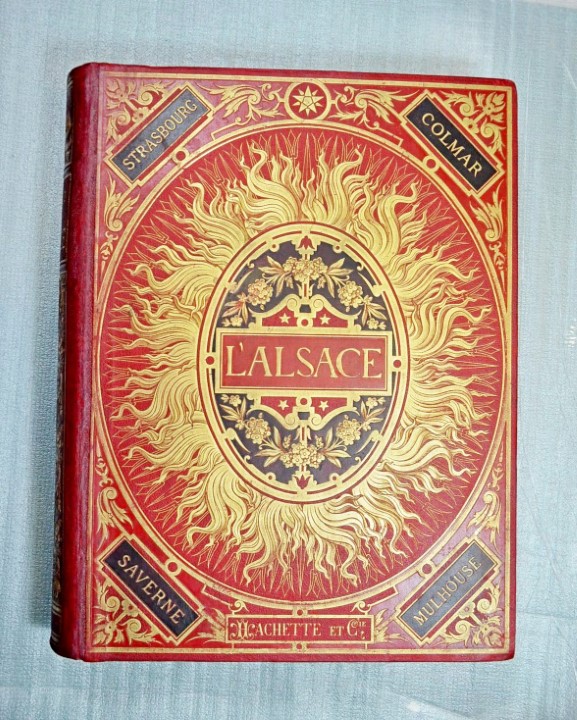 STRASBOURG
COLMAR
L'ALSACE
SAVERNE
MULHOUSE
HACHETTE ET Cie